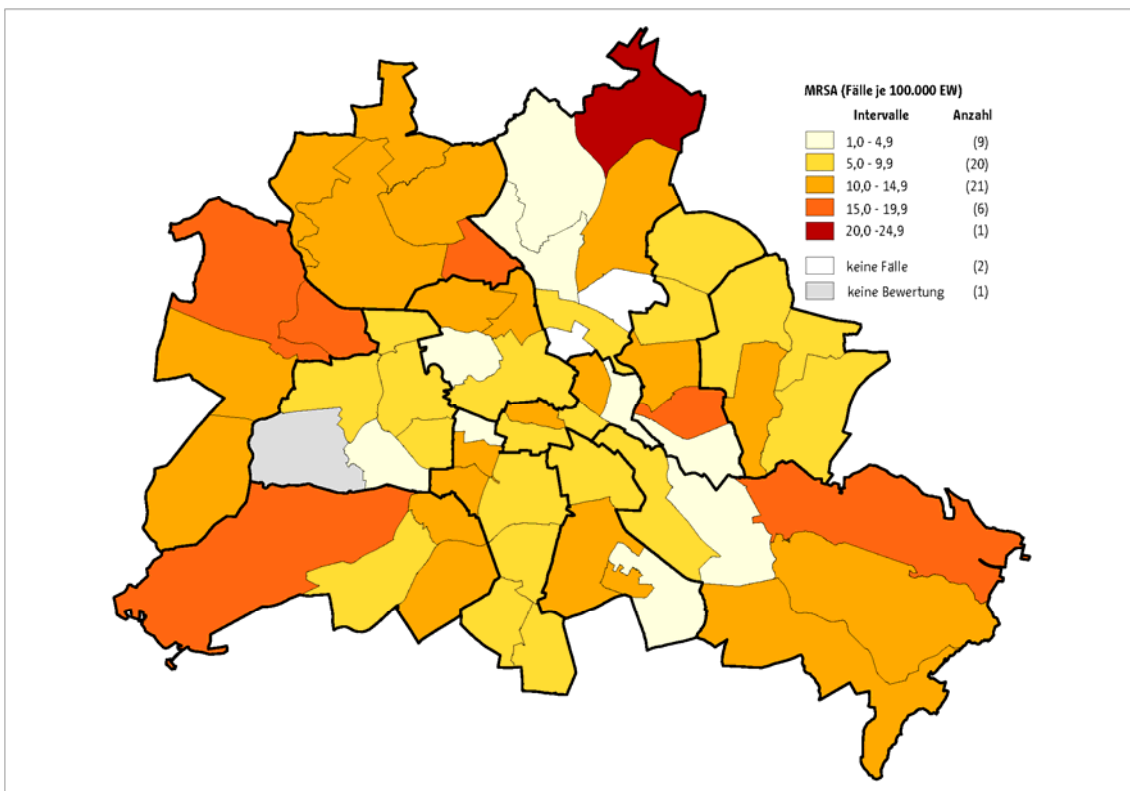 MRSA (Fälle je 100.000 EW)
Intervalle Anzahl
1,0 - 4,9 (9)
5,0 - 9,9 (20)
10,0 - 14,9 (21)
15,0 - 19,9 (6)
20,0 -24,9 (1)
keine Fälle (2)
keine Bewertung (1)